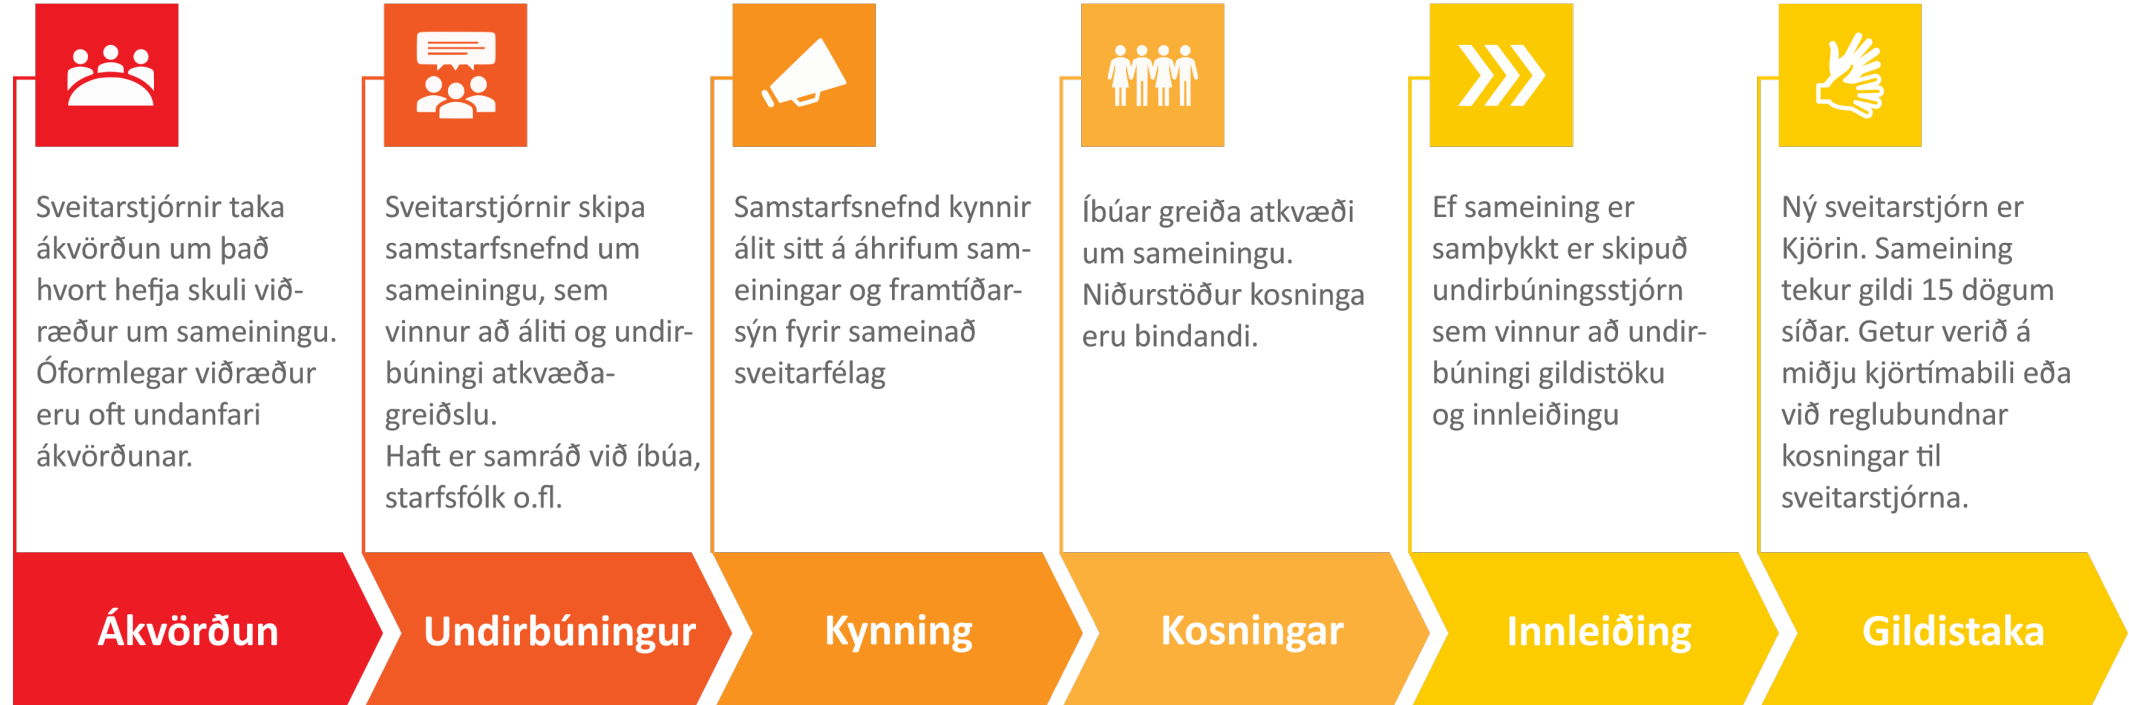 Sveitarstjórnir taka
ákvörðun um það
hvort hefja skuli við-
ræður um sameiningu.
Óformlegar viðræður
eru oft undanfari
ákvörðunar.
Ákvörðun
Sveitarstjórnir skipa
samstarfsnefnd um
sameiningu, sem
vinnur að áliti og undir-
búningi atkvæða-
greiðslu.
Haft er samráð við íbúa,
starfsfólk o.fl.
Undirbúningur
Samstarfsnefnd kynnir
álit sitt á áhrifum sam-
einingar og framtíðar-
sýn fyrir sameinað
sveitarfélag
Kynning
Íbúar greiða atkvæði
um sameiningu.
Niðurstöður kosninga
eru bindandi.
Kosningar
Ef sameining er
samþykkt er skipuð
undirbúningsstjórn
sem vinnur að undir-
búningi gildistöku
og innleiðingu
Innleiðing
Ný sveitarstjórn er
Kjörin. Sameining
tekur gildi 15 dögum
síðar. Getur verið á
miðju kjörtímabili eða
við reglubundnar
kosningar til
sveitarstjórna.
Gildistaka